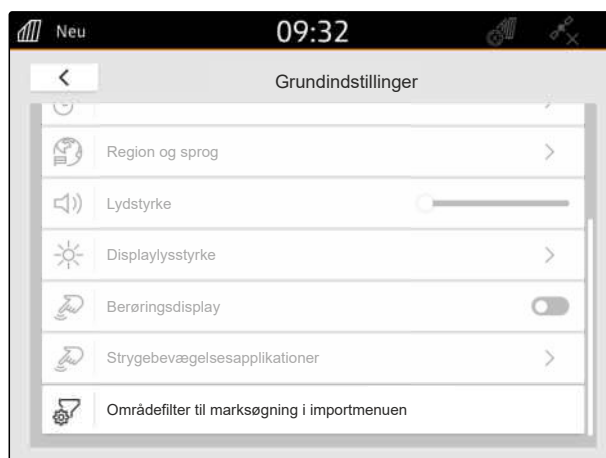 Neu
09:32
Grundindstillinger
Region og sprog
Lydstyrke
Displaylysstyrke
Berøringsdisplay
Strygebevægelsesapplikationer
Områdefilter til marksøgning i importmenuen